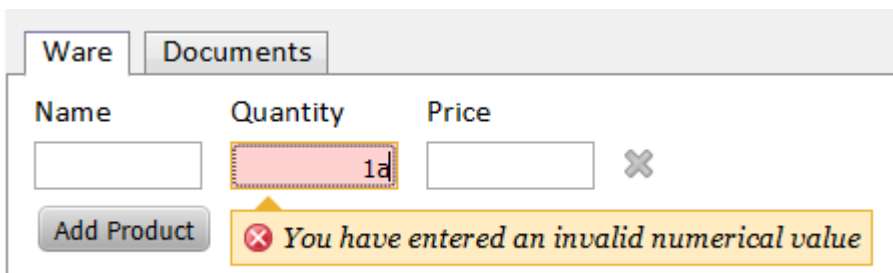 Ware Documents
Name Quantity Price
1a
Add Product
You have entered an invalid numerical value